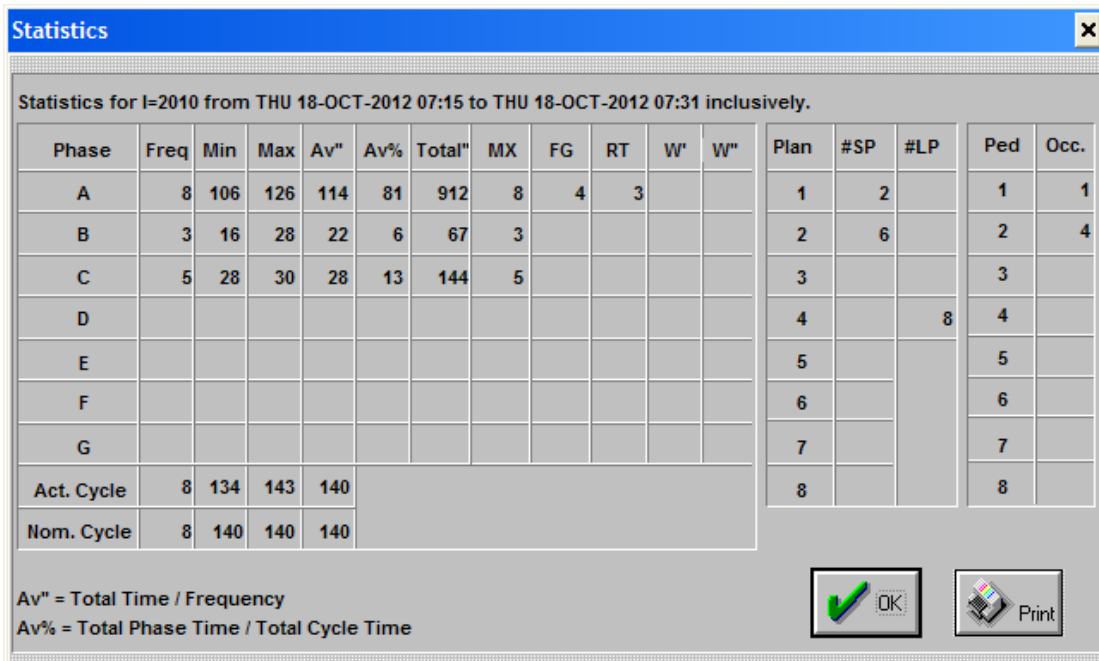 Statistics
Statistics for I=2010 from THU 18-OCT-2012 07:15 to THU 18-OCT-2012 07:31 inclusively.
Phase Freq Min Max Av" Av% Total" MX FG RT W' W" Plan #SP #LP Ped Occ.
A 8 106 126 114 81 912 8 4 3 1 2 1 1
B 3 16 28 22 6 67 3 2 6 2 4
C 5 28 30 28 13 144 5 3 3
D 4 8 4
E 5 5
F 6 6
G 7 7
Act. Cycle 8 134 143 140 8 8
Nom. Cycle 8 140 140 140
Av" = Total Time / Frequency
Av% = Total Phase Time / Total Cycle Time
OK
Print